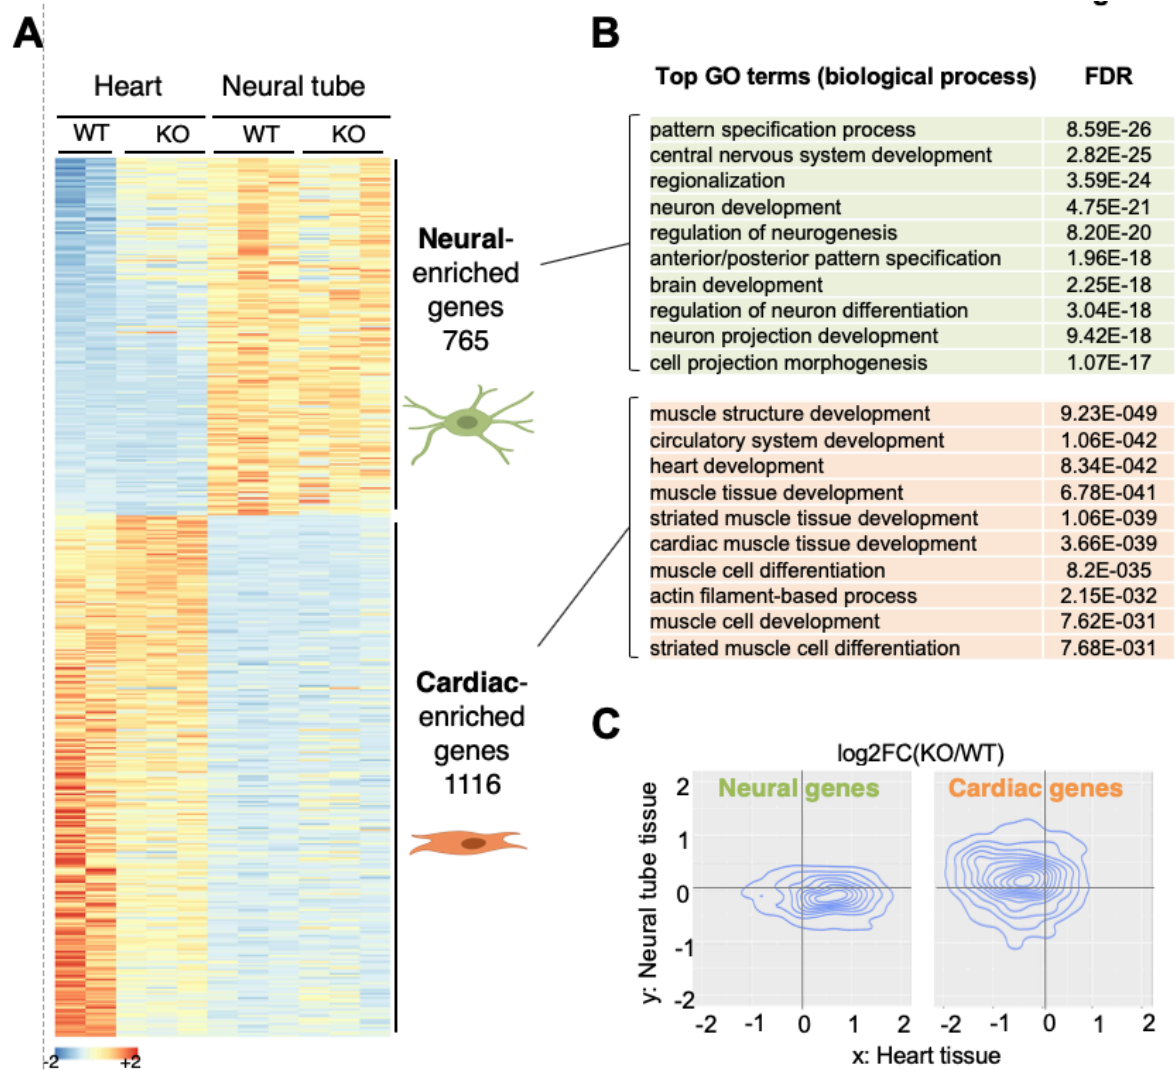 A
Heart Neural tube
WT KO WT KO
Neural-
enriched
genes
765
Cardiac-
enriched
genes
1116
-2 +2
B
Top GO terms (biological process) FDR
pattern specification process 8.59E-26
central nervous system development 2.82E-25
regionalization 3.59E-24
neuron development 4.75E-21
regulation of neurogenesis 8.20E-20
anterior/posterior pattern specification 1.96E-18
brain development 2.25E-18
regulation of neuron differentiation 3.04E-18
neuron projection development 9.42E-18
cell projection morphogenesis 1.07E-17
muscle structure development 9.23E-049
circulatory system development 1.06E-042
heart development 8.34E-042
muscle tissue development 6.78E-041
striated muscle tissue development 1.06E-039
cardiac muscle tissue development 3.66E-039
muscle cell differentiation 8.2E-035
actin filament-based process 2.15E-032
muscle cell development 7.62E-031
striated muscle cell differentiation 7.68E-031
C
log2FC(KO/WT)
Neural genes Cardiac genes
y: Neural tube tissue
2
1
0
-1
-2
-2 -1 0 1 2 -2 -1 0 1 2
x: Heart tissue